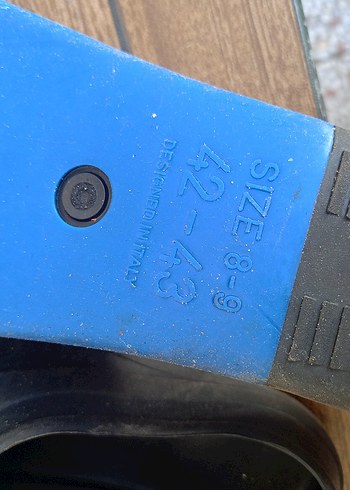 SIZE 8-9
42-43
DESIGNED IN ITALY